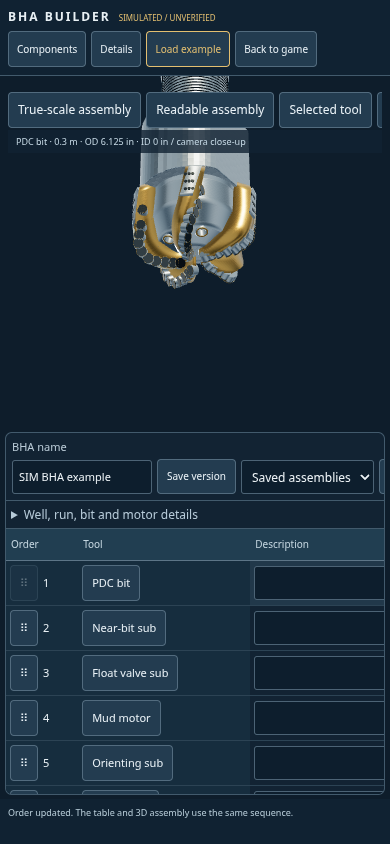 BHA BUILDER SIMULATED / UNVERIFIED
Components Details Load example Back to game
True-scale assembly Readable assembly Selected tool
PDC bit · 0.3 m · OD 6.125 in · ID 0 in / camera close-up
BHA name
SIM BHA example Save version Saved assemblies
Well, run, bit and motor details
Order Tool Description
1 PDC bit
2 Near-bit sub
3 Float valve sub
4 Mud motor
5 Orienting sub
Order updated. The table and 3D assembly use the same sequence.